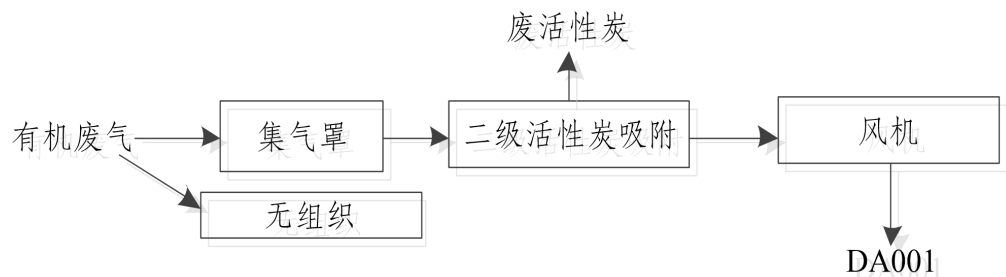 废活性炭
有机废气
集气罩
二级活性炭吸附
风机
无组织
DA001